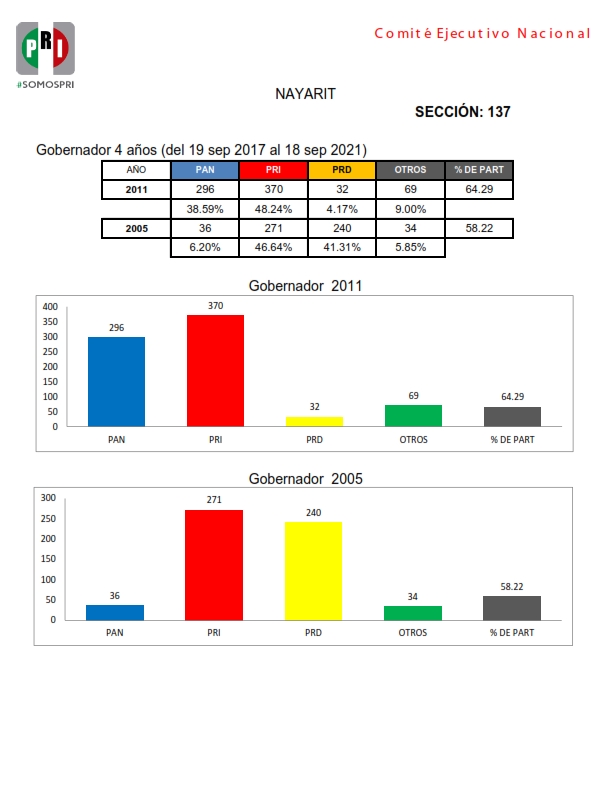 Comité Ejecutivo Nacional
PRI
#SOMOSPRI
NAYARIT
SECCIÓN: 137
Gobernador 4 años (del 19 sep 2017 al 18 sep 2021)
AÑO PAN PRI PRD OTROS % DE PART
2011 296 370 32 69 64.29
38.59% 48.24% 4.17% 9.00%
2005 36 271 240 34 58.22
6.20% 46.64% 41.31% 5.85%
Gobernador 2011
400
350
300
250
200
150
100
50
0
296
370
32
69
64.29
PAN PRI PRD OTROS % DE PART
Gobernador 2005
300
250
200
150
100
50
0
36
271
240
34
58.22
PAN PRI PRD OTROS % DE PART